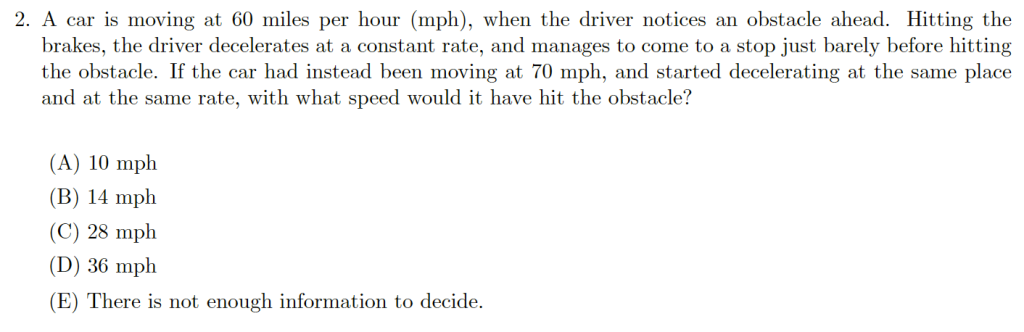 2. A car is moving at 60 miles per hour (mph), when the driver notices an obstacle ahead. Hitting the
brakes, the driver decelerates at a constant rate, and manages to come to a stop just barely before hitting
the obstacle. If the car had instead been moving at 70 mph, and started decelerating at the same place
and at the same rate, with what speed would it have hit the obstacle?
(A) 10 mph
(B) 14 mph
(C) 28 mph
(D) 36 mph
(E) There is not enough information to decide.